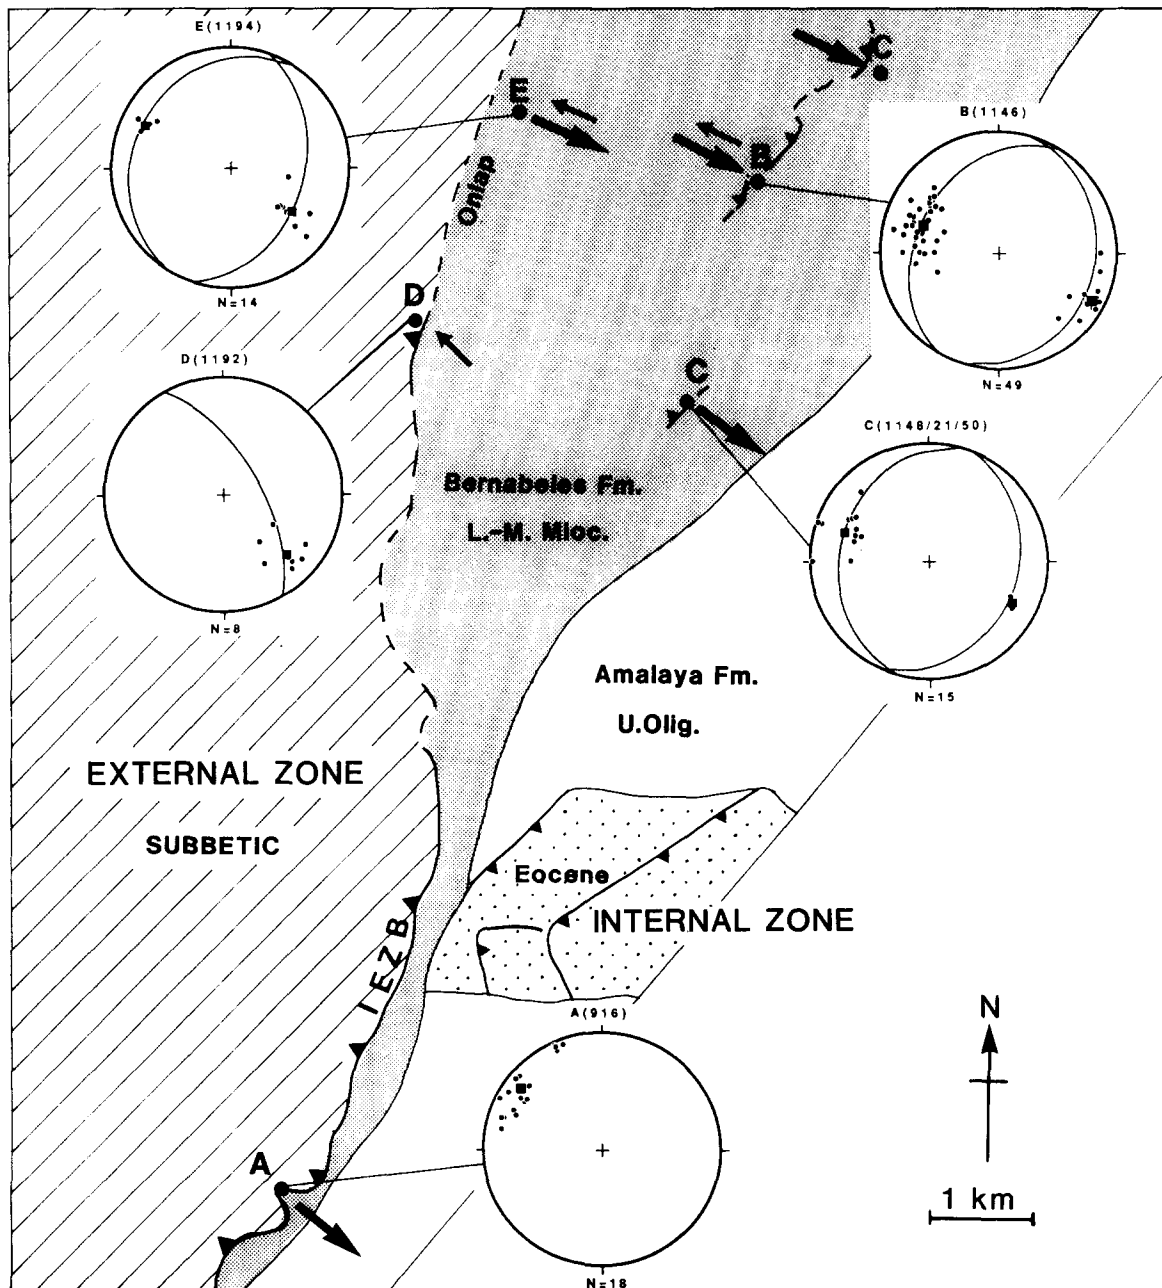 E(1194)
N=14
E
C
B
B(1146)
N=49
Onlap
D
D(1192)
N=8
C
C(1148/21/50)
N=15
Bernabeles Fm.
L.-M. Mioc.
Amalaya Fm.
U.Olig.
EXTERNAL ZONE
SUBBETIC
Eocene
INTERNAL ZONE
IEZB
A(916)
N=18
A
N
1 km